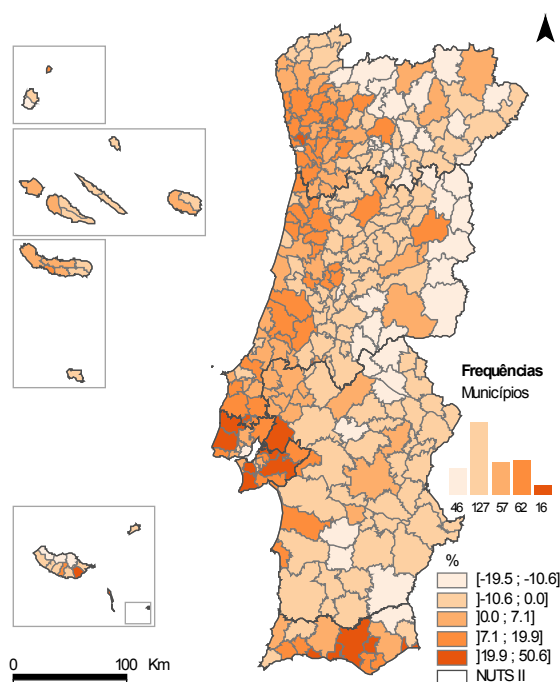 Frequências
Municípios
46 127 57 62 16
%
]-19.5 ; -10.6]
]-10.6 ; 0.0]
]0.0 ; 7.1]
]7.1 ; 19.9]
]19.9 ; 50.6]
NUTS II
0 100 Km